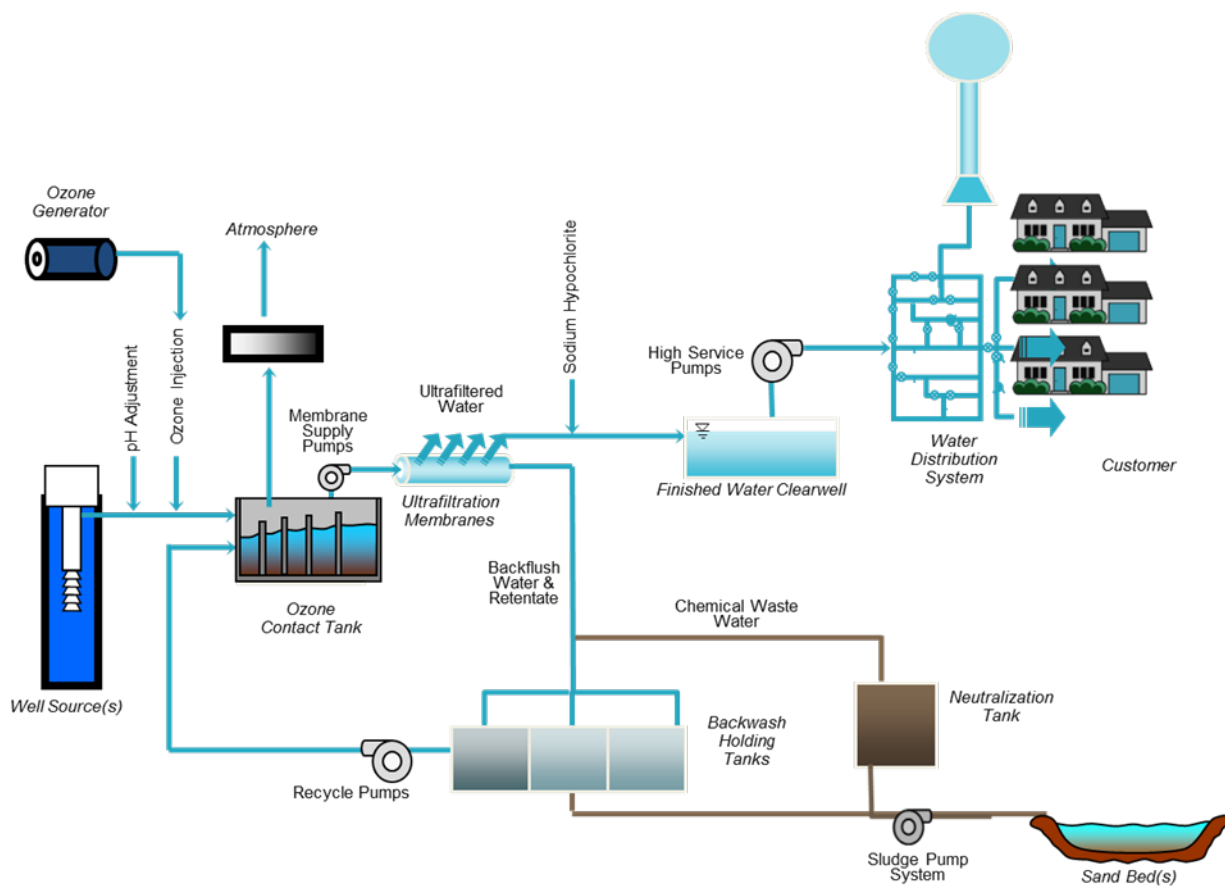 Ozone
Generator
Atmosphere
pH Adjustment
Ozone Injection
Membrane
Supply Pumps
Ultrafiltered
Water
Sodium Hypochlorite
High Service
Pumps
Water
Distribution
System
Customer
Ultrafiltration
Membranes
Finished Water Clearwell
Ozone
Contact Tank
Well Source(s)
Backflush
Water &
Retentate
Chemical Waste
Water
Neutralization
Tank
Backwash
Holding
Tanks
Recycle Pumps
Sludge Pump
System
Sand Bed(s)